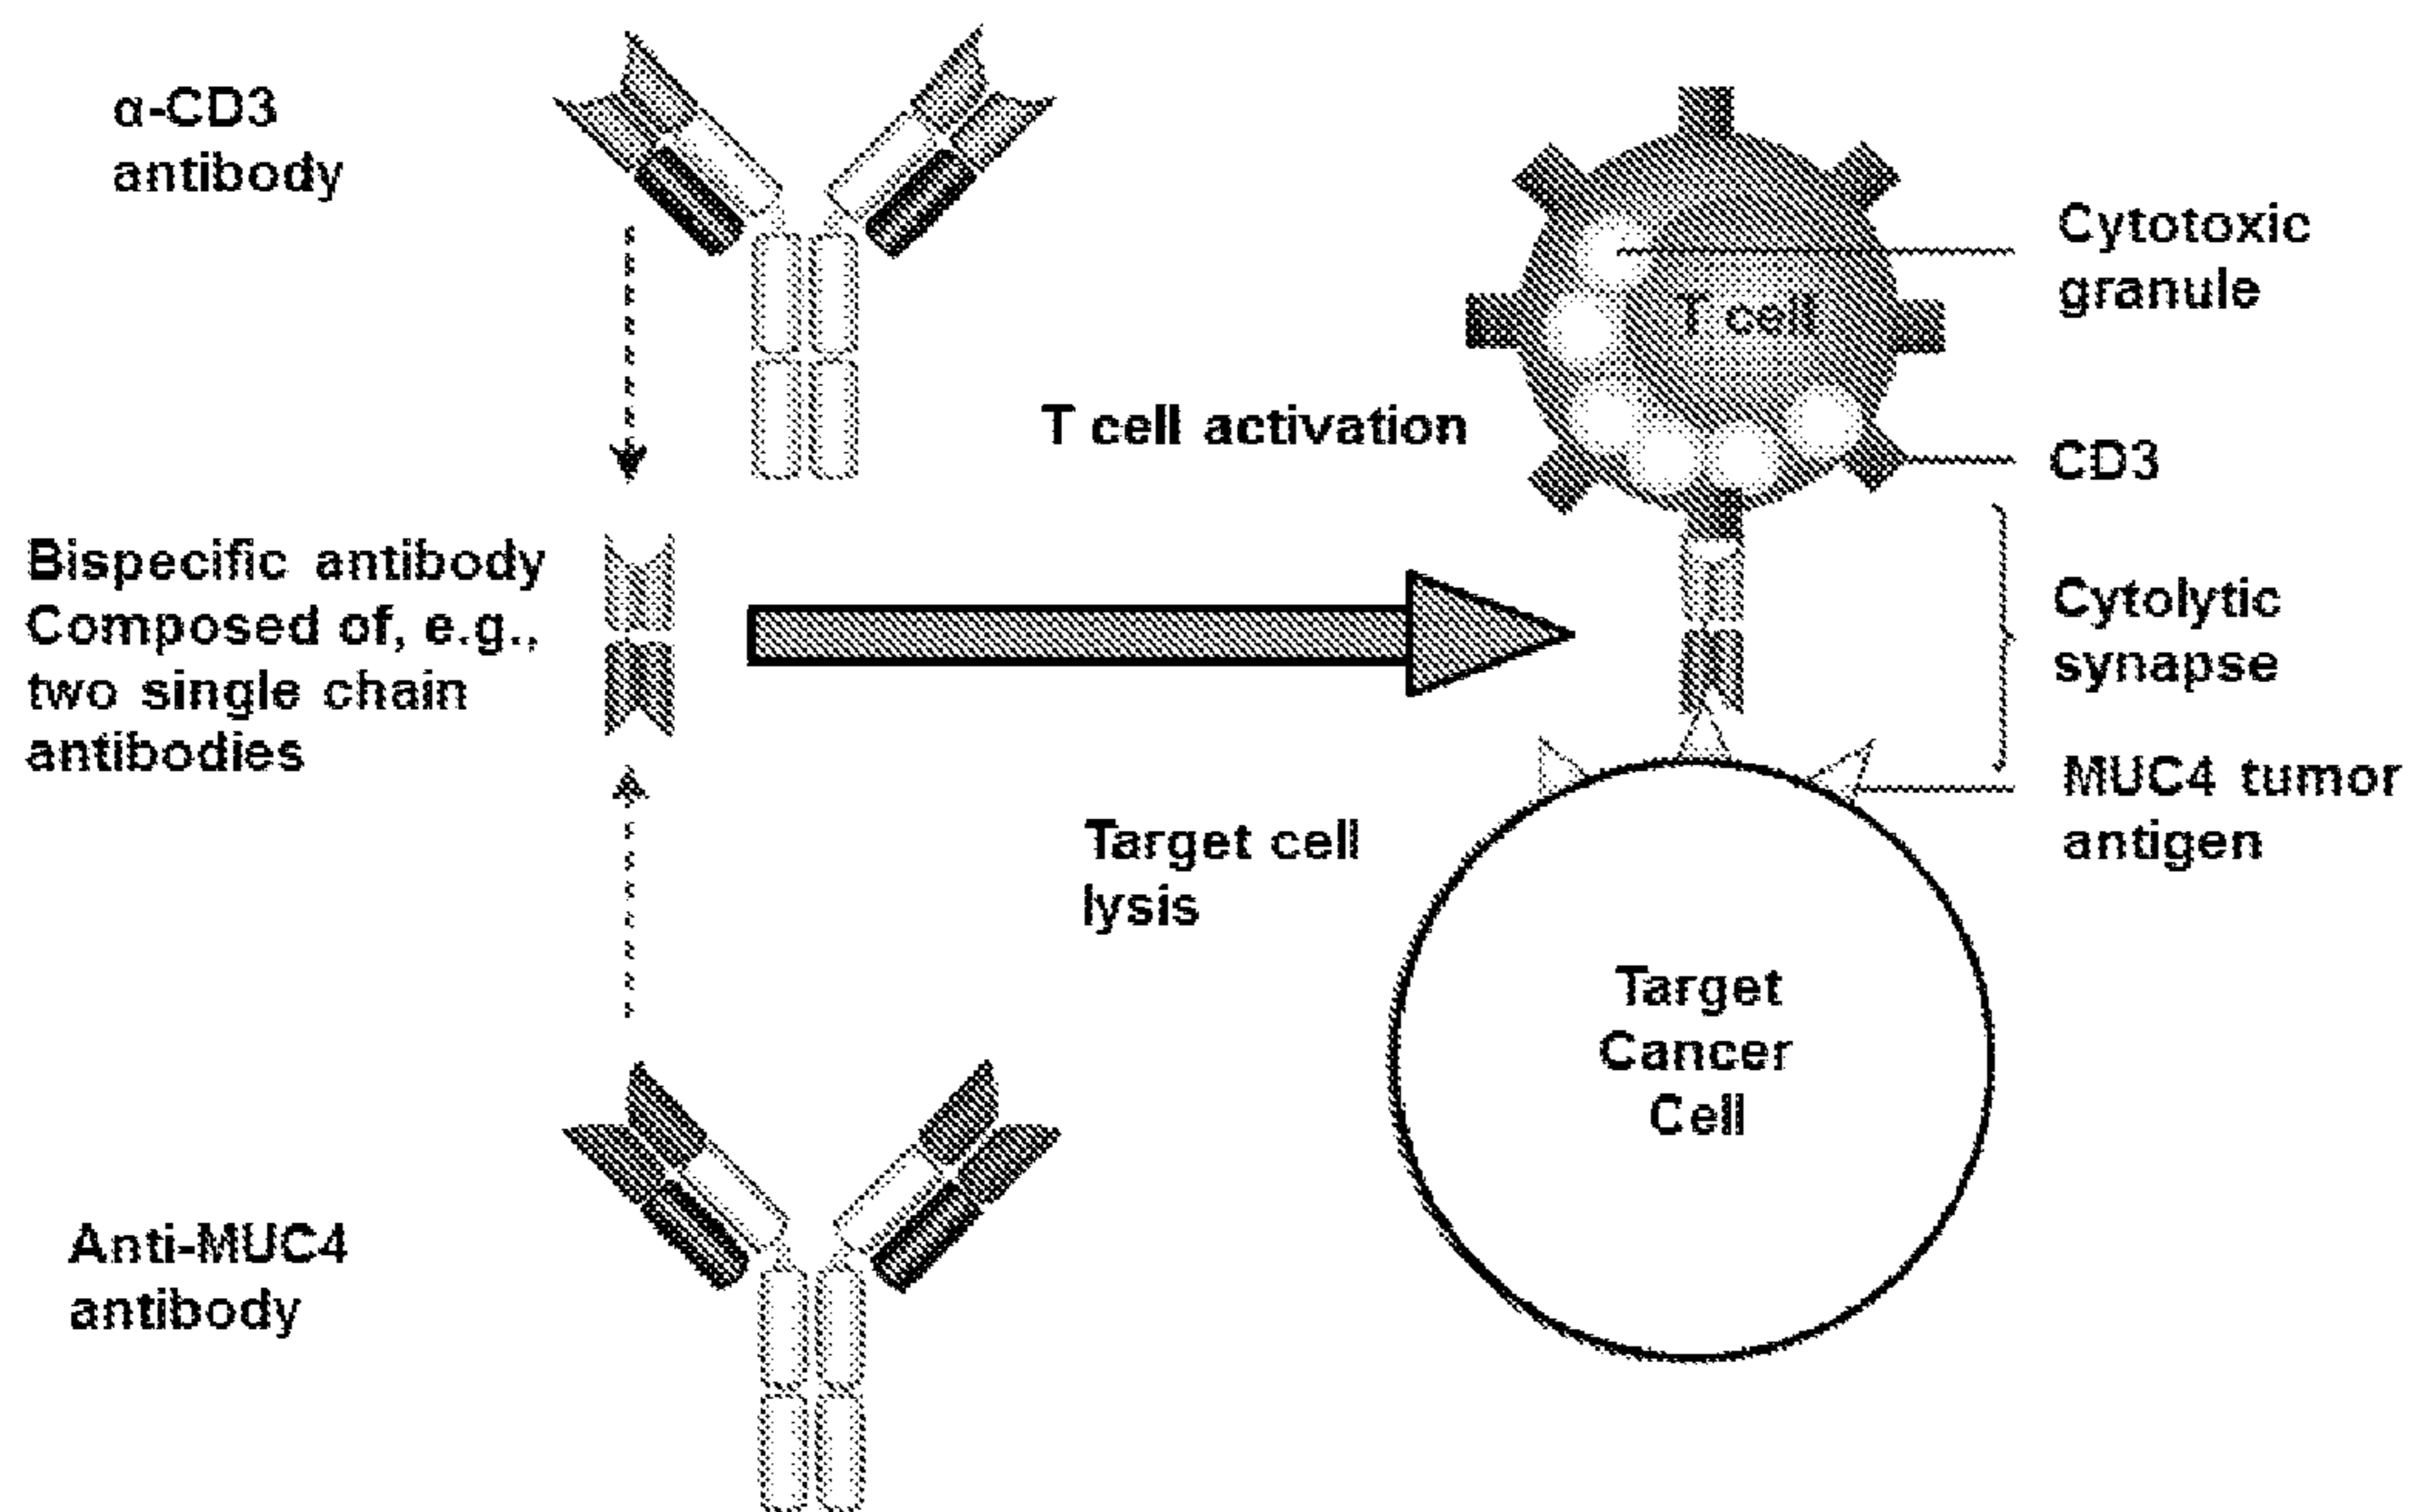 α-CD3
antibody
Bispecific antibody
Composed of, e.g.,
two single chain
antibodies
Anti-MUC4
antibody
T cell activation
Target cell
lysis
T cell
Cytotoxic
granule
CD3
Cytolytic
synapse
MUC4 tumor
antigen
Target
Cancer
Cell